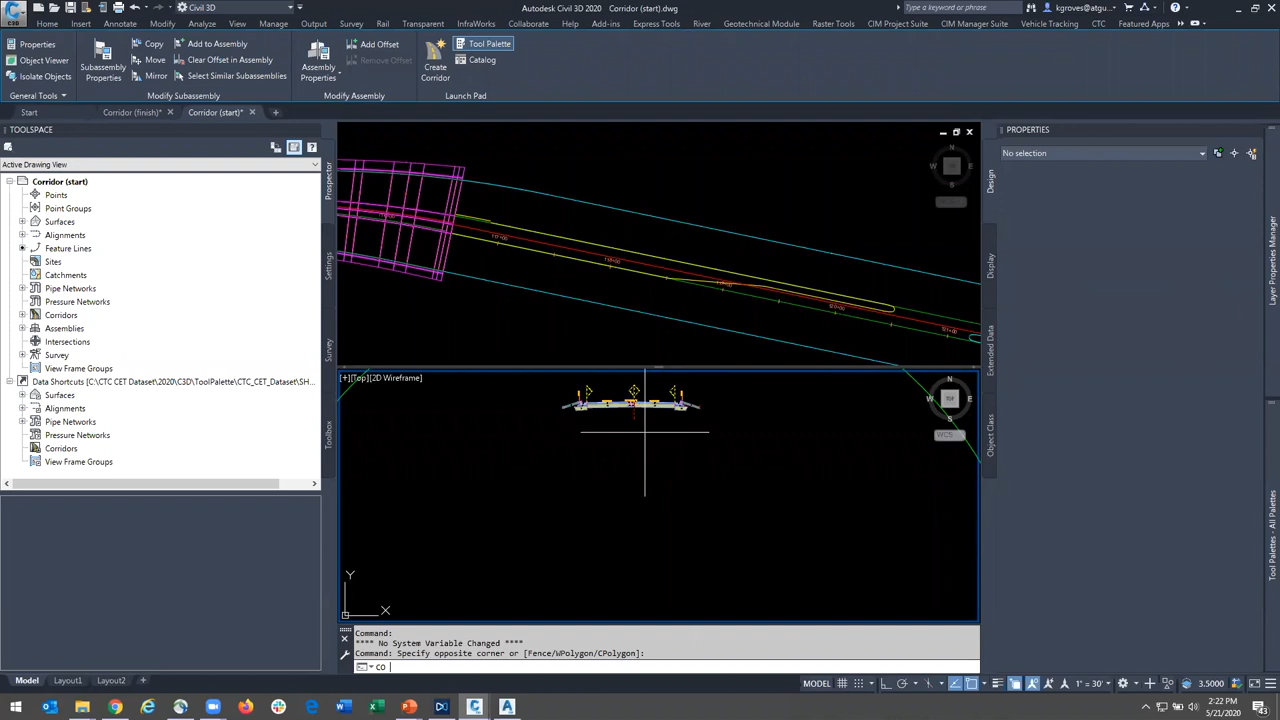 Civil 3D
Autodesk Civil 3D 2020 Corridor (start).dwg
Type a keyword or phrase
kgroves@atgu...
Home Insert Annotate Modify Analyze View Manage Output Survey Rail Transparent InfraWorks Collaborate Help Add-ins Express Tools River Geotechnical Module Raster Tools CIM Project Suite CIM Manager Suite Vehicle Tracking CTC Featured Apps
Properties
Object Viewer
Isolate Objects
General Tools
Subassembly Properties
Copy
Move
Mirror
Add to Assembly
Clear Offset in Assembly
Select Similar Subassemblies
Modify Subassembly
Assembly Properties
Add Offset
Remove Offset
Modify Assembly
Create Corridor
Tool Palette
Catalog
Launch Pad
Start
Corridor (finish)*
Corridor (start)*
TOOLSPACE
Active Drawing View
Corridor (start)
Points
Point Groups
Surfaces
Alignments
Feature Lines
Sites
Catchments
Pipe Networks
Pressure Networks
Corridors
Assemblies
Intersections
Survey
View Frame Groups
Data Shortcuts [C:\CTC CET Dataset\2020\C3D\ToolPalette\CTC_CET_Dataset\SH...
Surfaces
Alignments
Pipe Networks
Pressure Networks
Corridors
View Frame Groups
Prospector
Settings
Survey
Toolbox
N
W
E
S
[+][Top][2D Wireframe]
N
W
TOP
E
S
WCS
Y
X
PROPERTIES
No selection
Design
Display
Extended Data
Object Class
Layer Properties Manager
Tool Palettes - All Palettes
Command:
**** No System Variable Changed ****
Command: Specify opposite corner or [Fence/WPolygon/CPolygon]:
CO
Model
Layout1
Layout2
MODEL
1" = 30'
3.5000
2:22 PM
5/21/2020
43